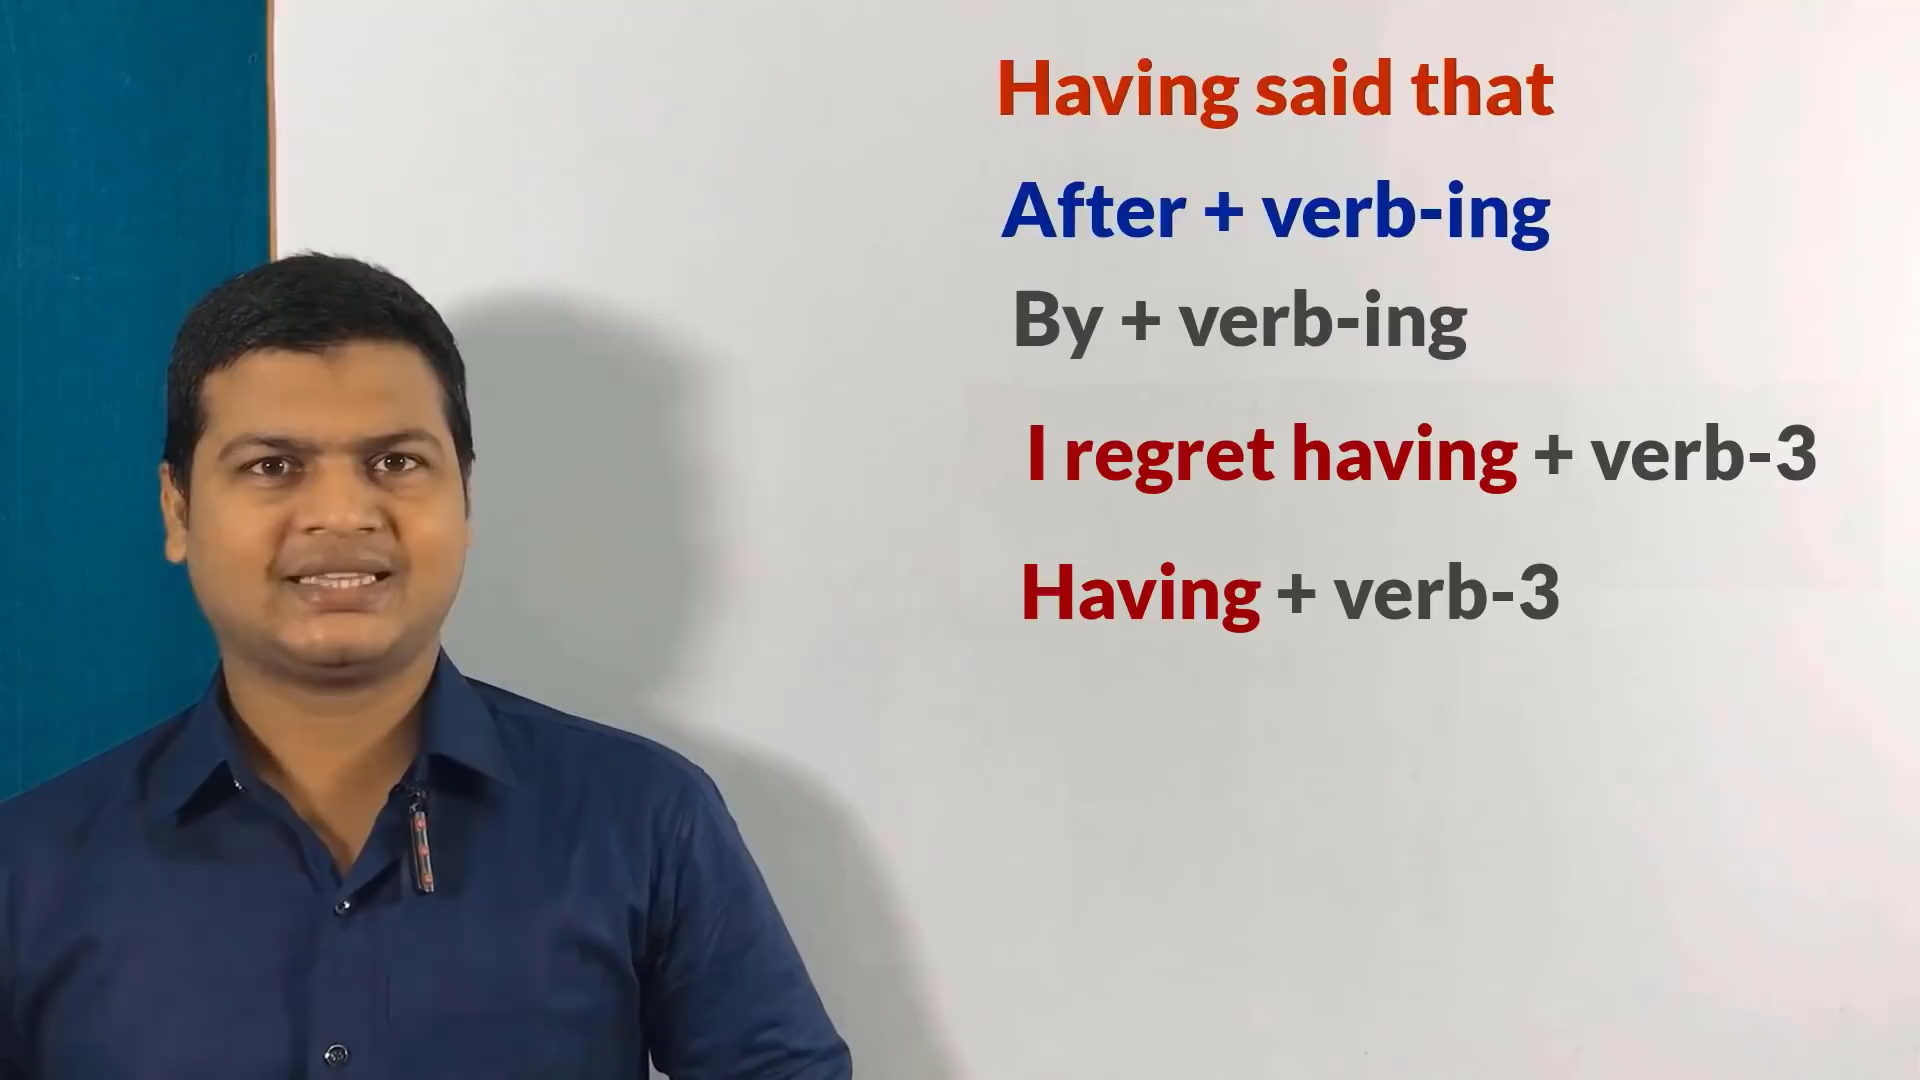 Having said that
After + verb-ing
By + verb-ing
I regret having + verb-3
Having + verb-3